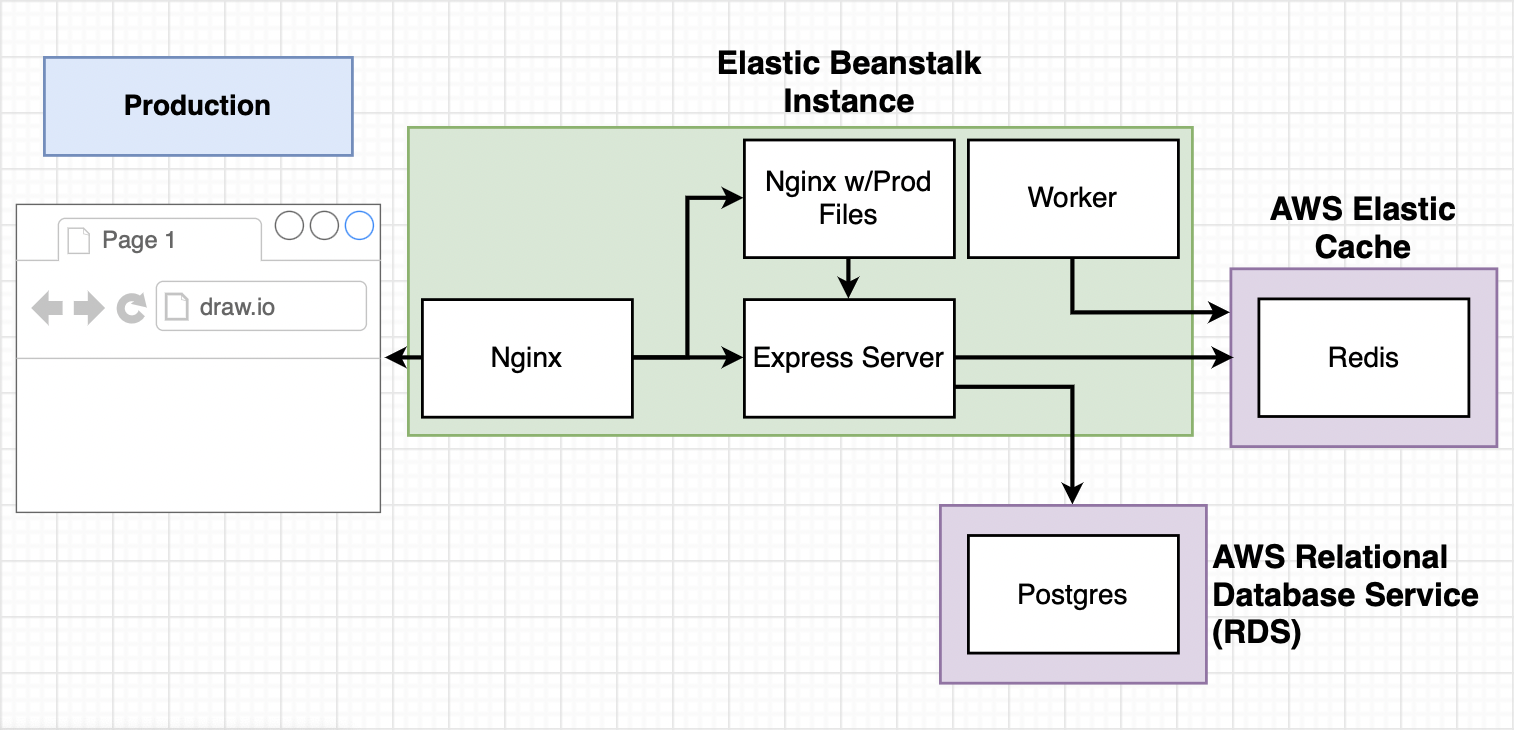 Production
Elastic Beanstalk
Instance
Page 1
draw.io
Nginx
Nginx w/Prod
Files
Worker
Express Server
AWS Elastic
Cache
Redis
Postgres
AWS Relational
Database Service
(RDS)